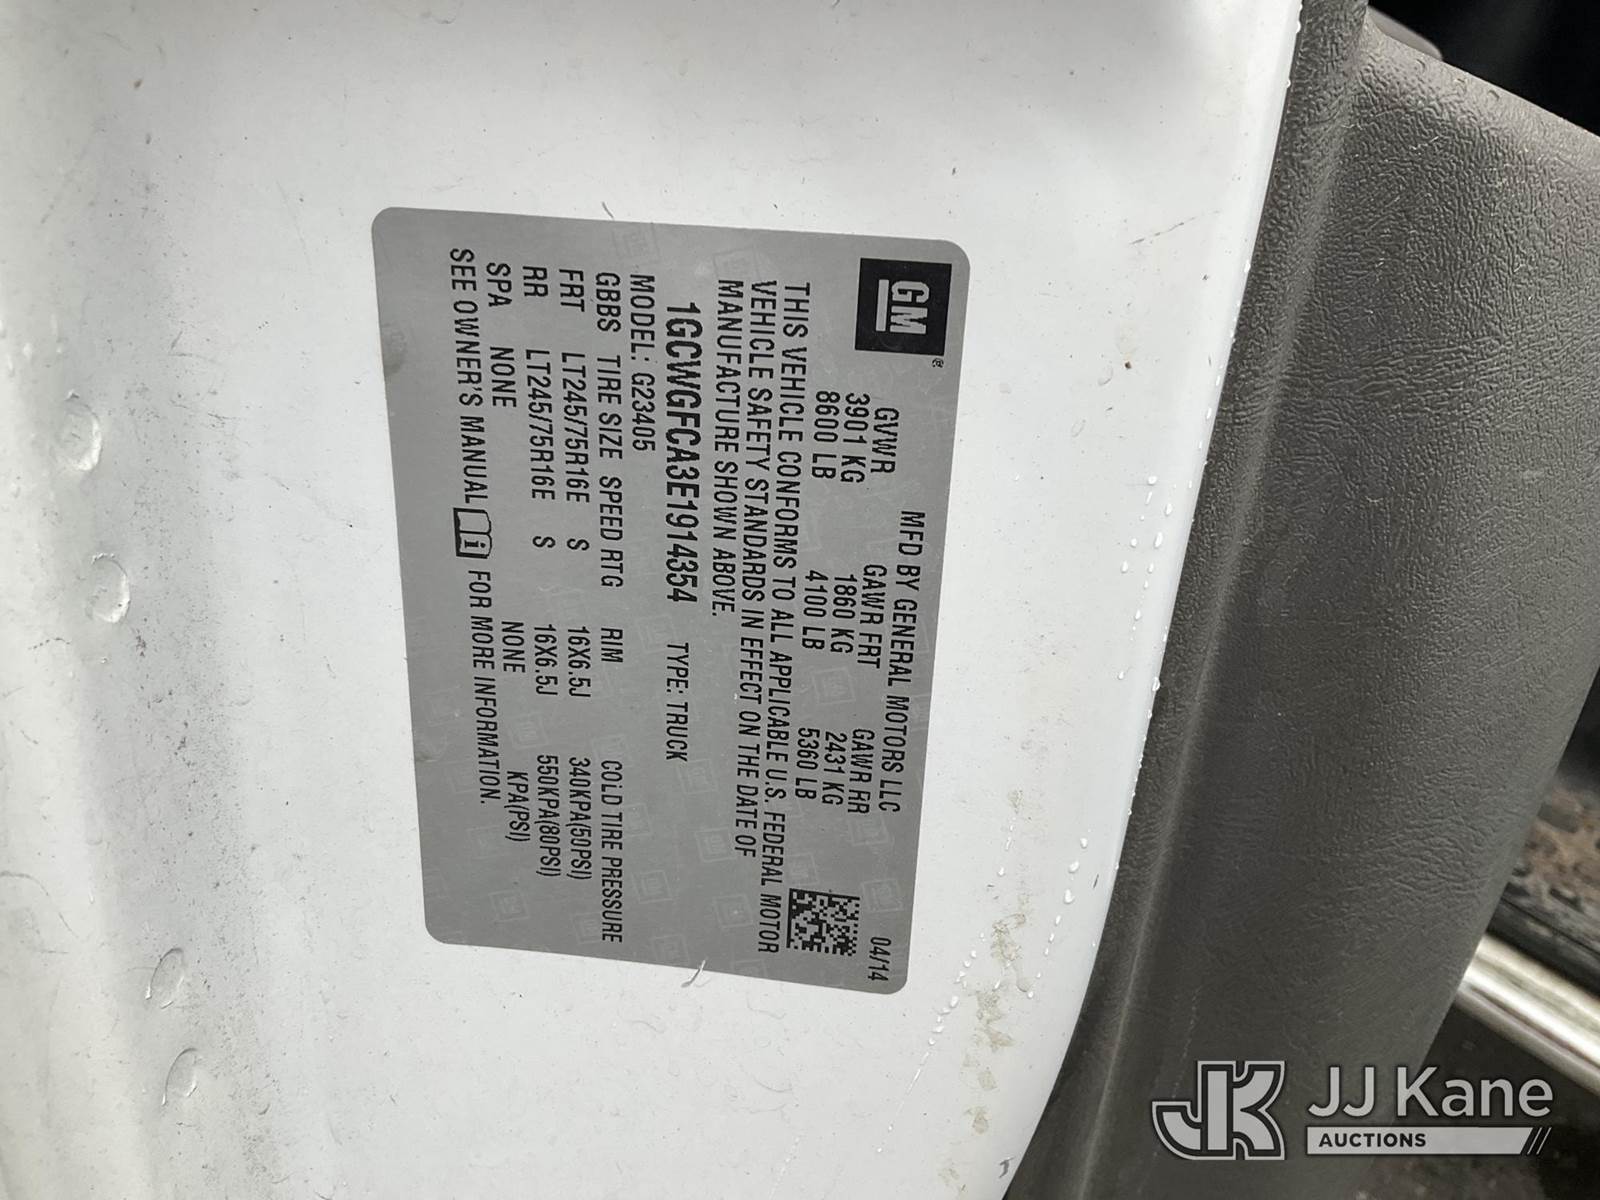 GM®
MFD BY GENERAL MOTORS LLC 04/14
GVWR GAWR FRT GAWR RR
3901 KG 1860 KG 2431 KG
8600 LB 4100 LB 5360 LB
THIS VEHICLE CONFORMS TO ALL APPLICABLE U.S. FEDERAL MOTOR
VEHICLE SAFETY STANDARDS IN EFFECT ON THE DATE OF
MANUFACTURE SHOWN ABOVE.
1GCWGFCA3E1914354 TYPE: TRUCK
MODEL: G23405
GBBS TIRE SIZE SPEED RTG RIM COLD TIRE PRESSURE
FRT LT245/75R16E S 16X6.5J 340KPA(50PSI)
RR LT245/75R16E S 16X6.5J 550KPA(80PSI)
SPA NONE NONE KPA(PSI)
SEE OWNER'S MANUAL i FOR MORE INFORMATION.
JK JJ Kane
AUCTIONS